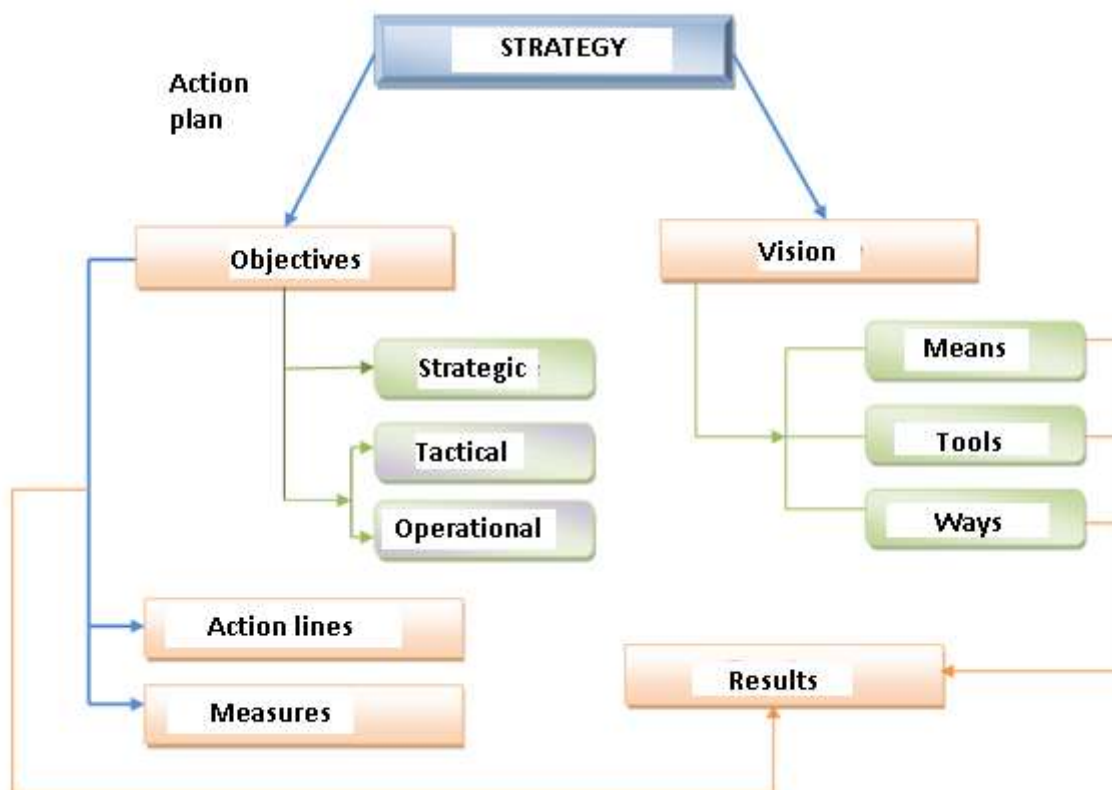 STRATEGY
Action
plan
Objectives
Vision
Strategic
Means
Tactical
Tools
Operational
Ways
Action lines
Results
Measures